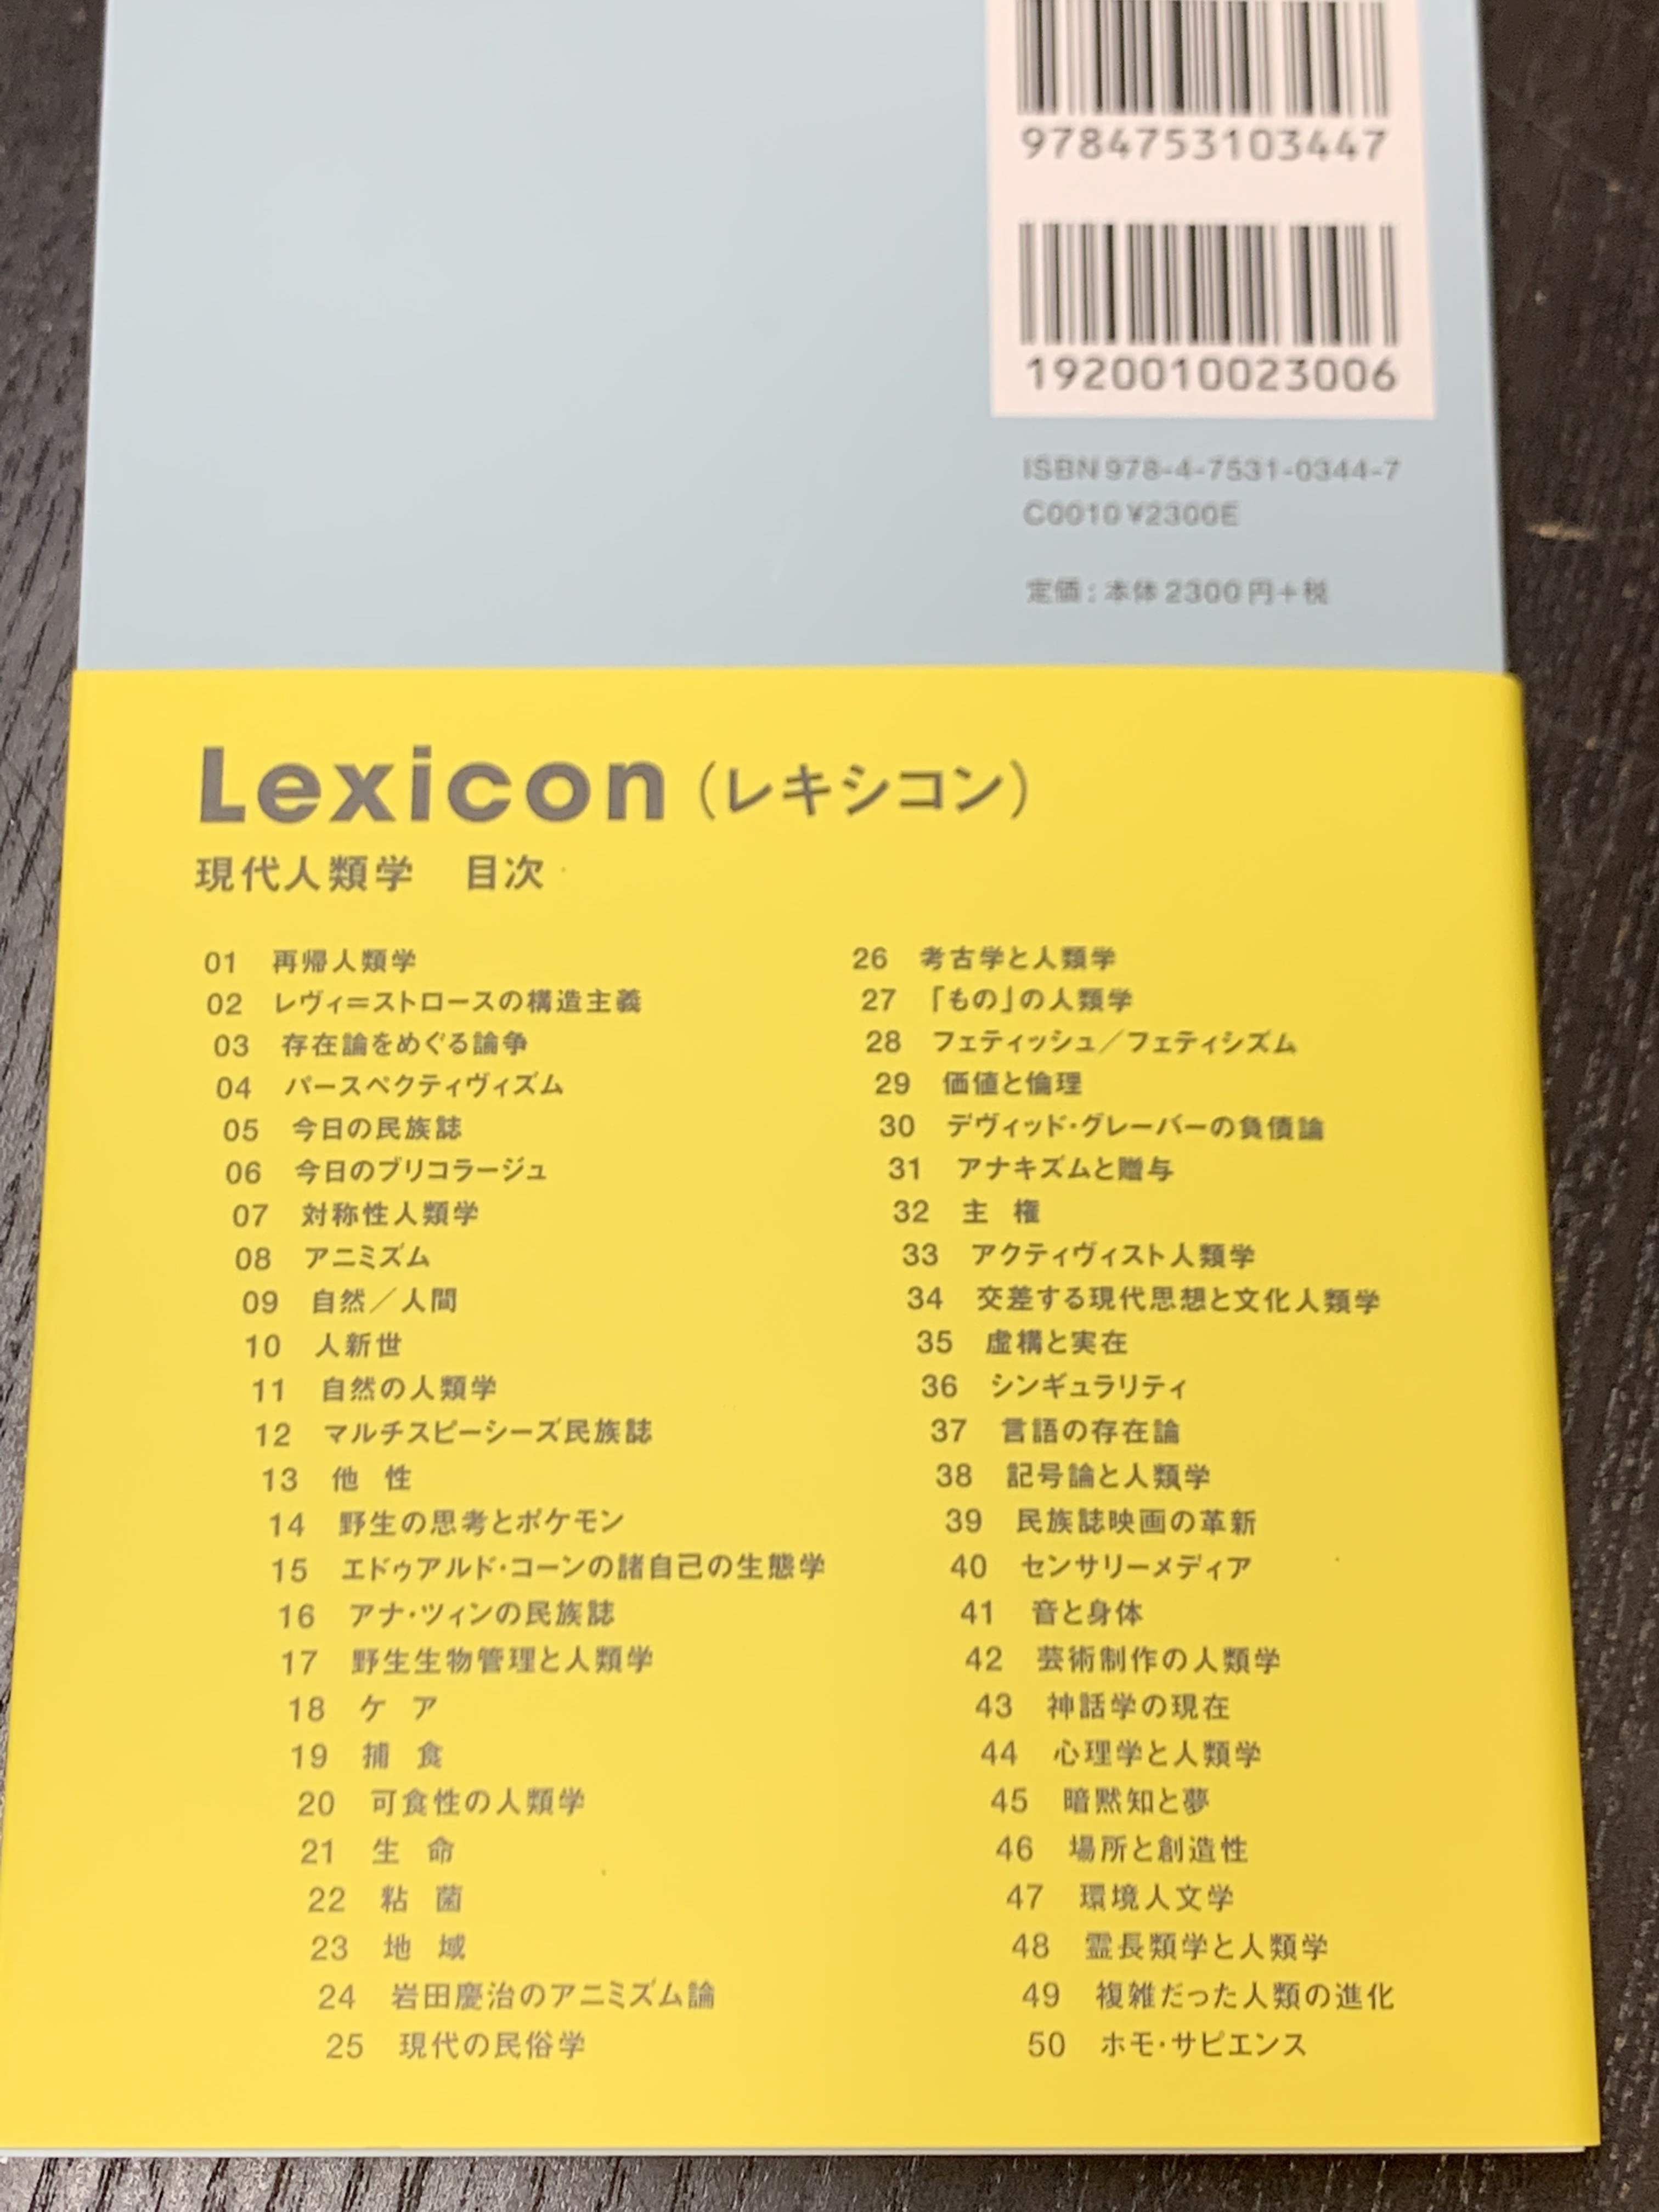 9784753103447
1920010023006
ISBN978-4-7531-0344-7
C0010 ¥2300E
定価：本体2300円＋税
Lexicon（レキシコン）
現代人類学　目次
01　再帰人類学
02　レヴィ＝ストロースの構造主義
03　存在論をめぐる論争
04　パースペクティヴィズム
05　今日の民族誌
06　今日のブリコラージュ
07　対称性人類学
08　アニミズム
09　自然／人間
10　人新世
11　自然の人類学
12　マルチスピーシーズ民族誌
13　他　性
14　野生の思考とポケモン
15　エドゥアルド・コーンの諸自己の生態学
16　アナ・ツィンの民族誌
17　野生生物管理と人類学
18　ケ　ア
19　捕　食
20　可食性の人類学
21　生　命
22　粘　菌
23　地　域
24　岩田慶治のアニミズム論
25　現代の民俗学
26　考古学と人類学
27　「もの」の人類学
28　フェティッシュ／フェティシズム
29　価値と倫理
30　デヴィッド・グレーバーの負債論
31　アナキズムと贈与
32　主　権
33　アクティヴィスト人類学
34　交差する現代思想と文化人類学
35　虚構と実在
36　シンギュラリティ
37　言語の存在論
38　記号論と人類学
39　民族誌映画の革新
40　センサリーメディア
41　音と身体
42　芸術制作の人類学
43　神話学の現在
44　心理学と人類学
45　暗黙知と夢
46　場所と創造性
47　環境人文学
48　霊長類学と人類学
49　複雑だった人類の進化
50　ホモ・サピエンス